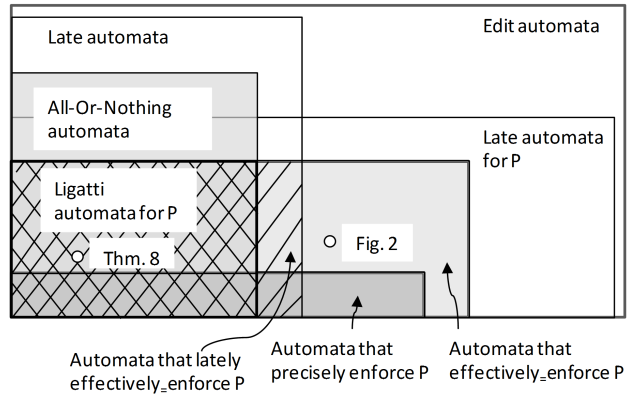 Late automata
Edit automata
All-Or-Nothing
automata
Late automata
for P
Ligatti
automata for P
Thm. 8
Fig. 2
Automata that lately
effectively=enforce P
Automata that
precisely enforce P
Automata that
effectively=enforce P